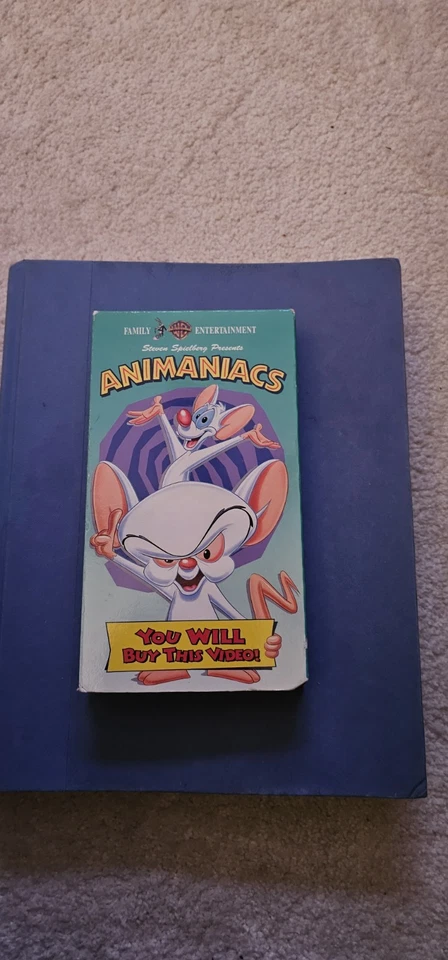 FAMILY ENTERTAINMENT
Steven Spielberg Presents
ANIMANIACS
YOU WILL
BUY THIS VIDEO!